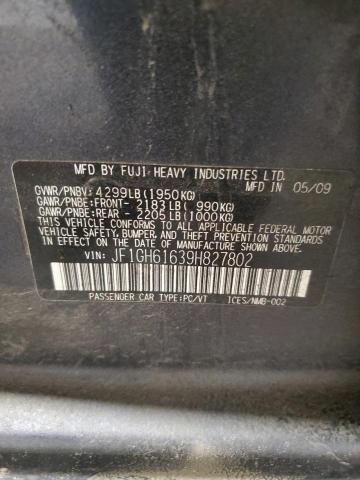 MFD BY FUJI HEAVY INDUSTRIES LTD.
GVWR/PNBV: 4299LB(1950KG) MFD IN 05/09
GAWR/PNBE:FRONT- 2183LB( 990KG)
GAWR/PNBE:REAR - 2205LB(1000KG)
THIS VEHICLE CONFORMS TO ALL APPLICABLE FEDERAL MOTOR
VEHICLE SAFETY, BUMPER, AND THEFT PREVENTION STANDARDS
IN EFFECT ON THE DATE OF MANUFACTURE SHOWN ABOVE.
VIN: JF1GH61639H827802
PASSENGER CAR TYPE:PC/VT ICES/NMB-002